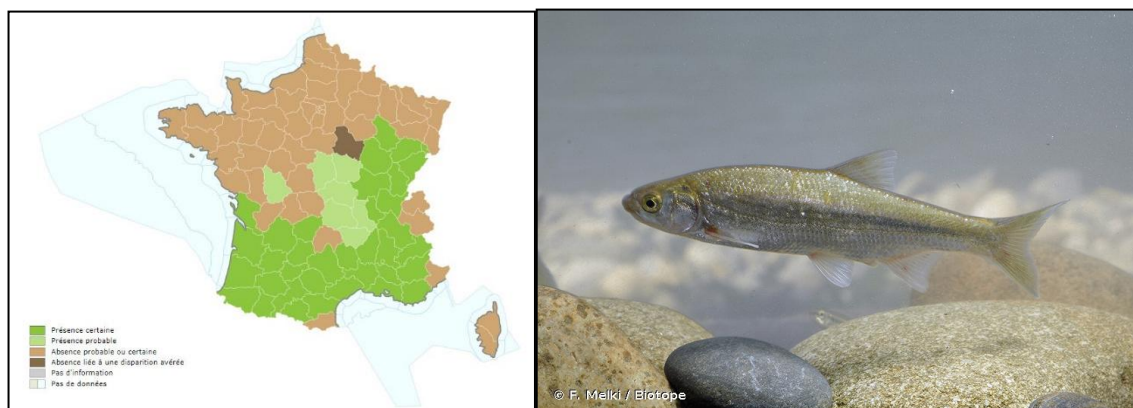 Présence certaine
Présence probable
Absence probable ou certaine
Absence liée à une disparition avérée
Pas d'information
Pas de données
© F. Melki / Biotope